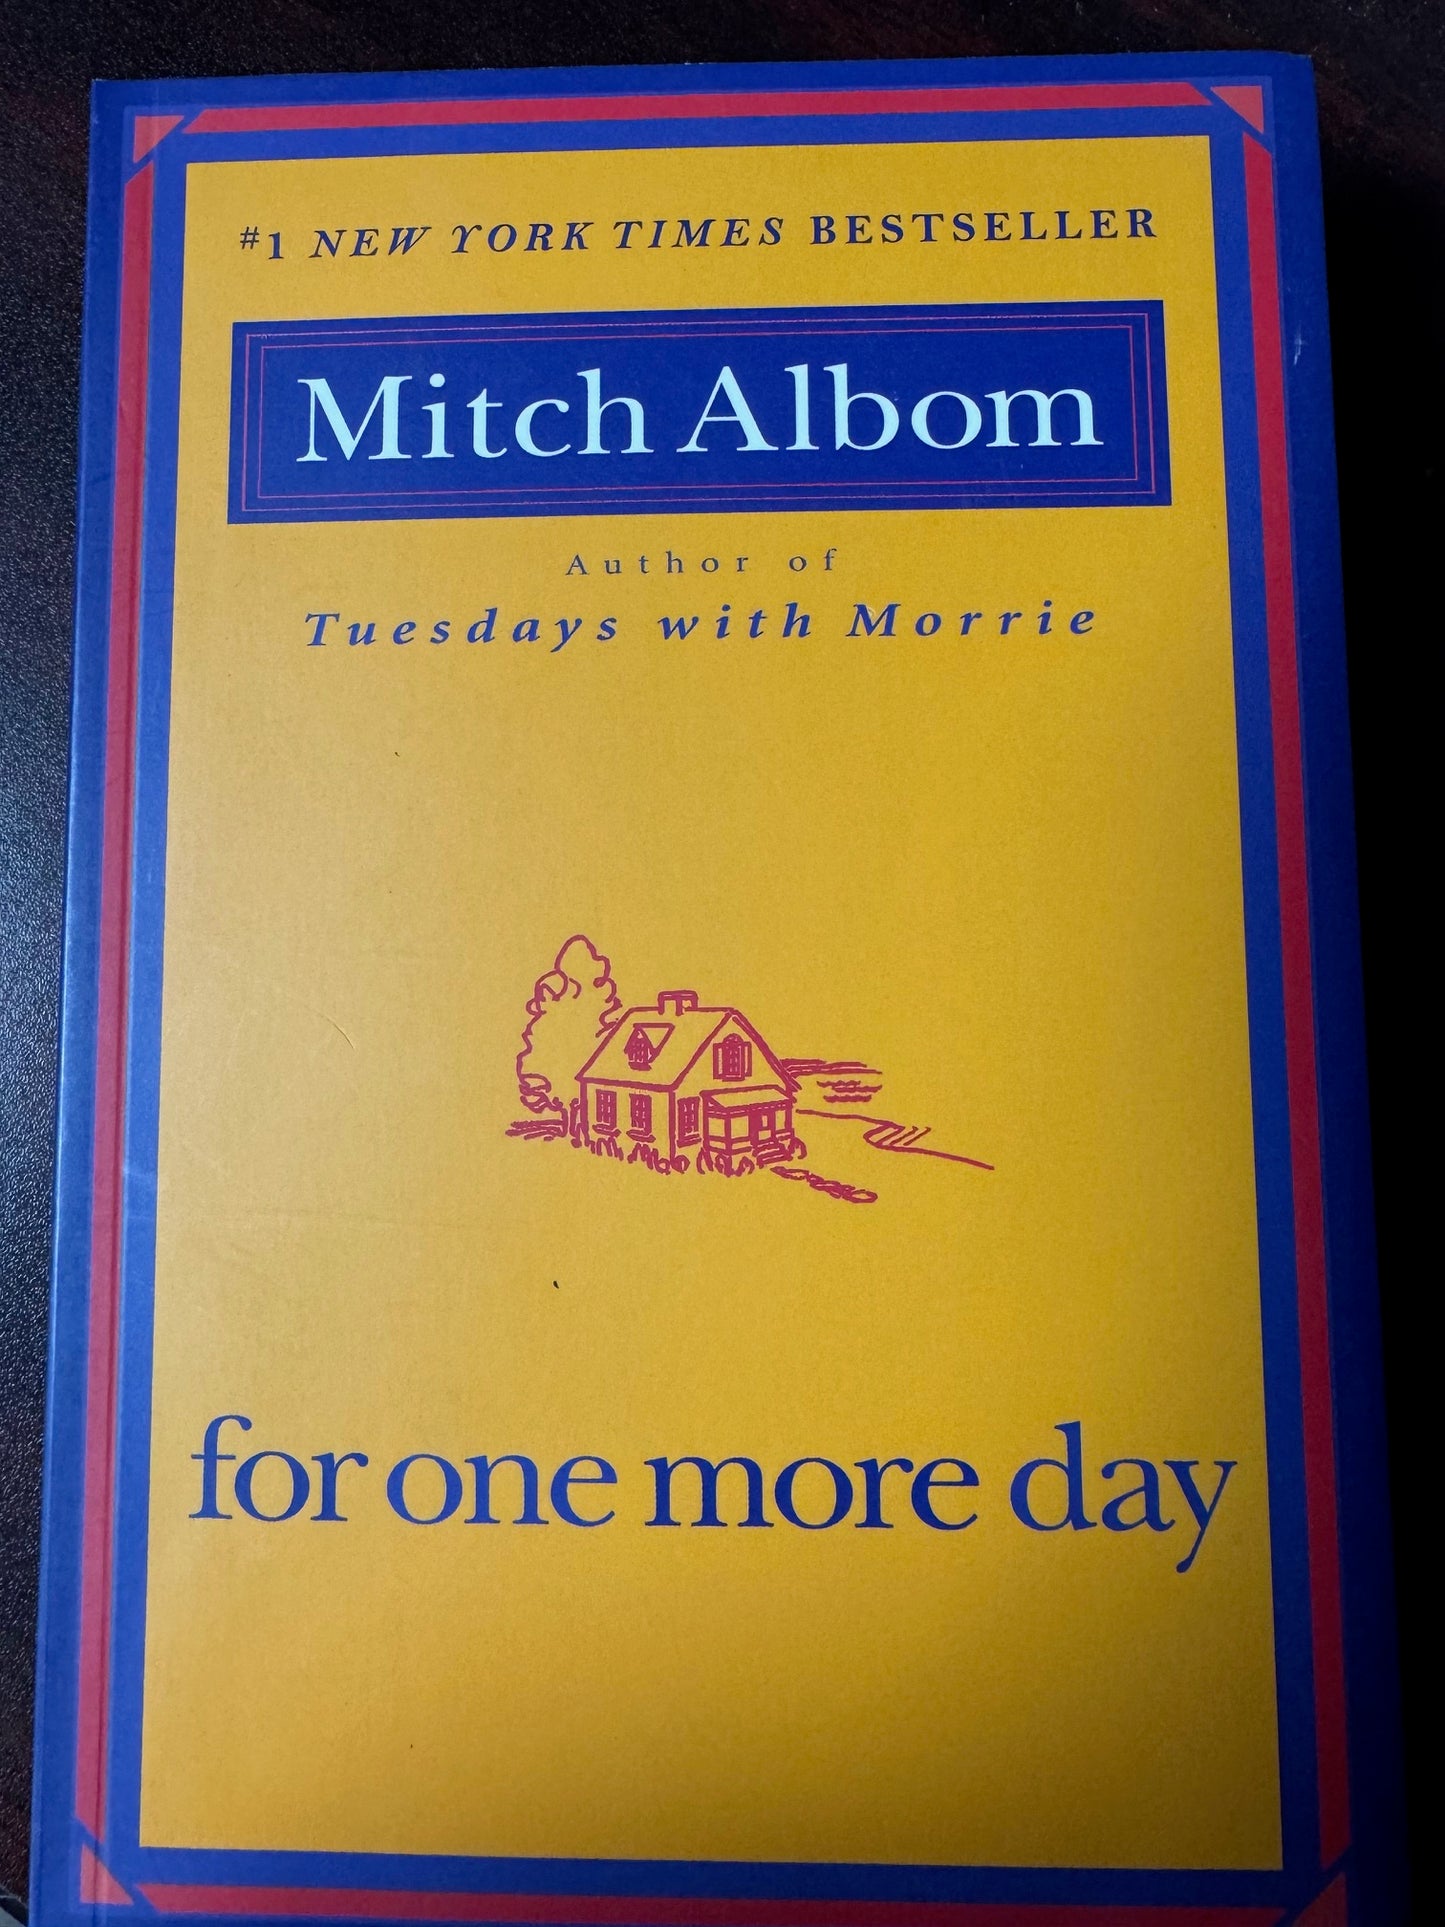 #1 NEW YORK TIMES BESTSELLER
Mitch Albom
Author of
Tuesdays with Morrie
for one more day